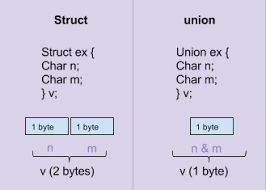 Struct
Struct ex {
Char n;
Char m;
} v;
1 byte
1 byte
n
m
v (2 bytes)
union
Union ex {
Char n;
Char m;
} v;
1 byte
n & m
v (1 byte)